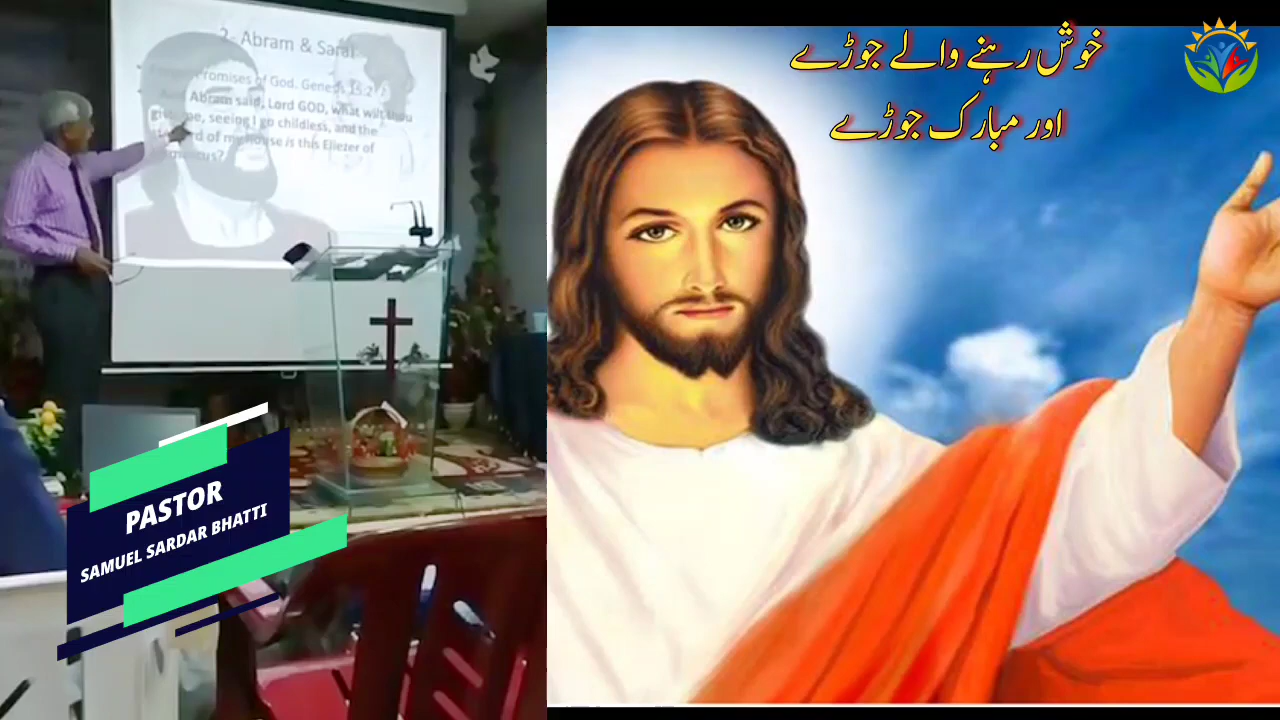 2- Abram & Sarai
Promises of God. Genesis 15:2
Abram said, Lord GOD, what wilt thou
me, seeing I go childless, and the
of my house is this Eliezer of
PASTOR
SAMUEL SARDAR BHATTI
خوش رہنے والے جوڑے
اور مبارک جوڑے